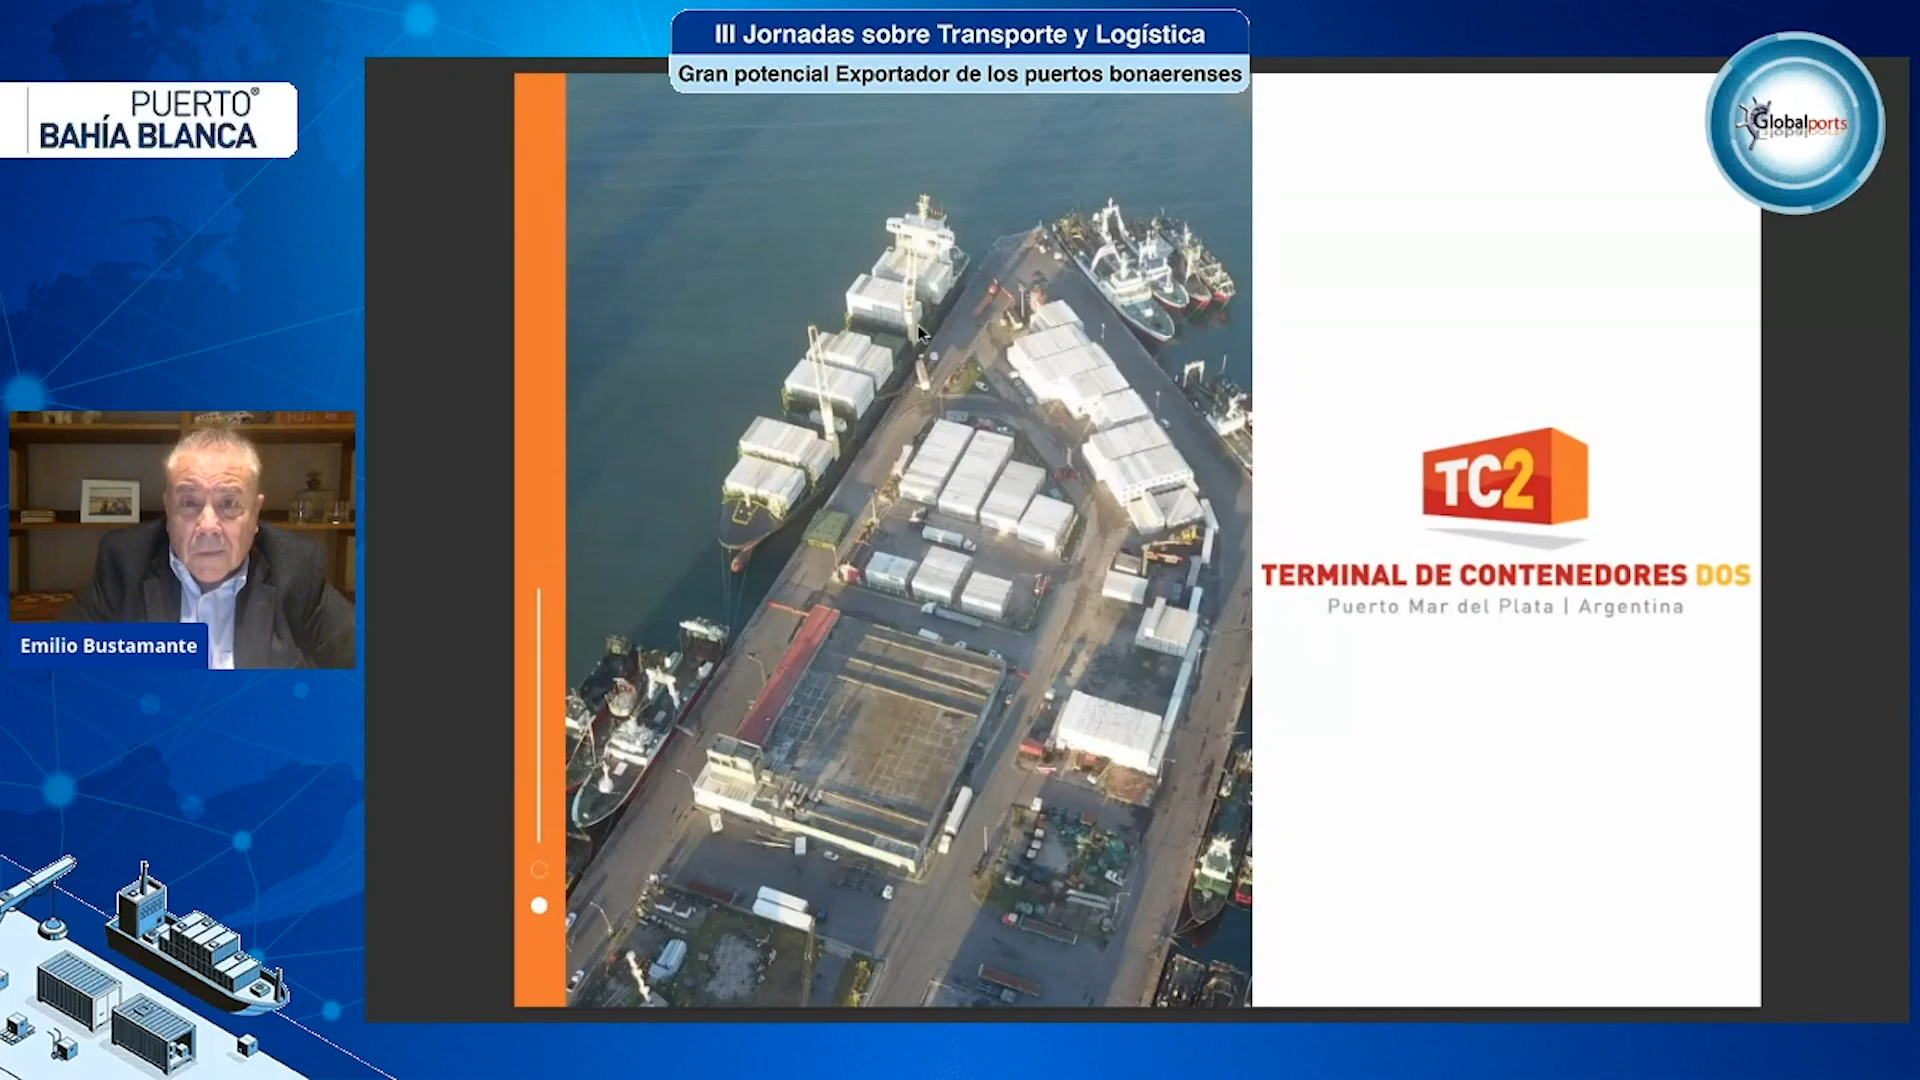 III Jornadas sobre Transporte y Logística
Gran potencial Exportador de los puertos bonaerenses
PUERTO®
BAHÍA BLANCA
Globalports
TC2
TERMINAL DE CONTENEDORES DOS
Puerto Mar del Plata | Argentina
Emilio Bustamante